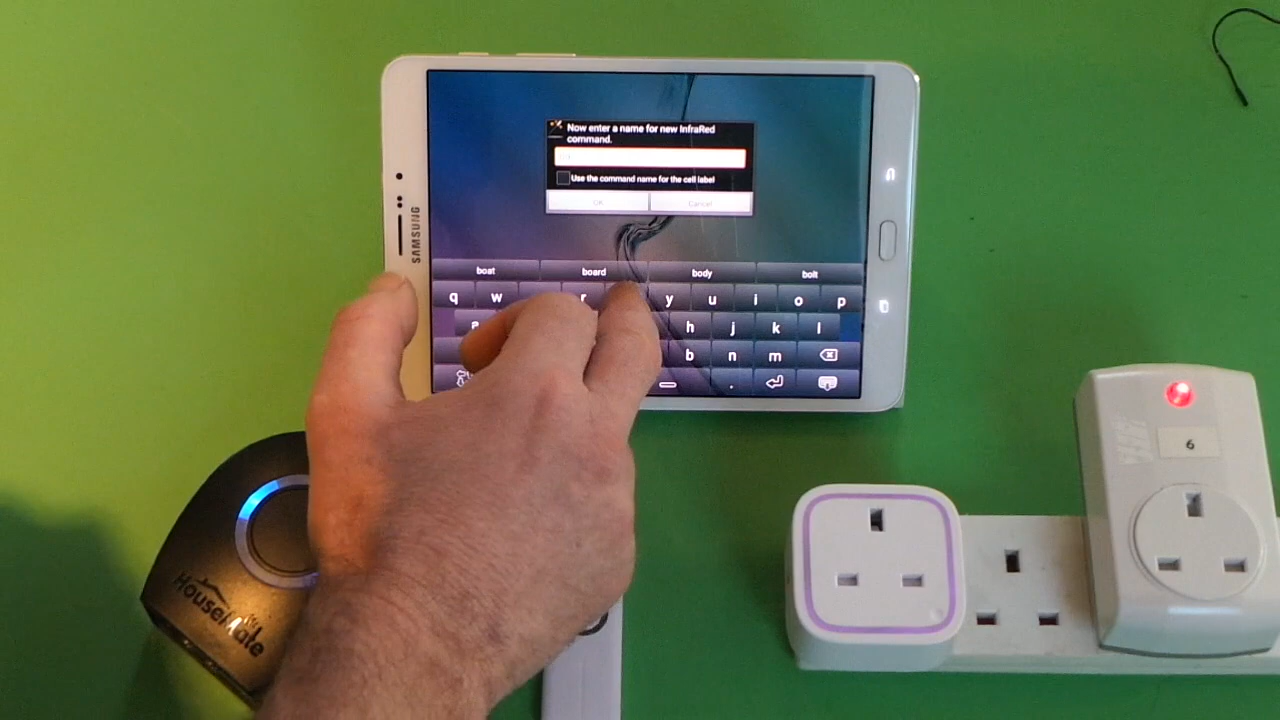 SAMSUNG
Now enter a name for new InfraRed
command.
Use the command name for the cell label
OK Cancel
boat board body bolt
q w r y u i o p
a h j k l
b n m
.
HouseMate
6